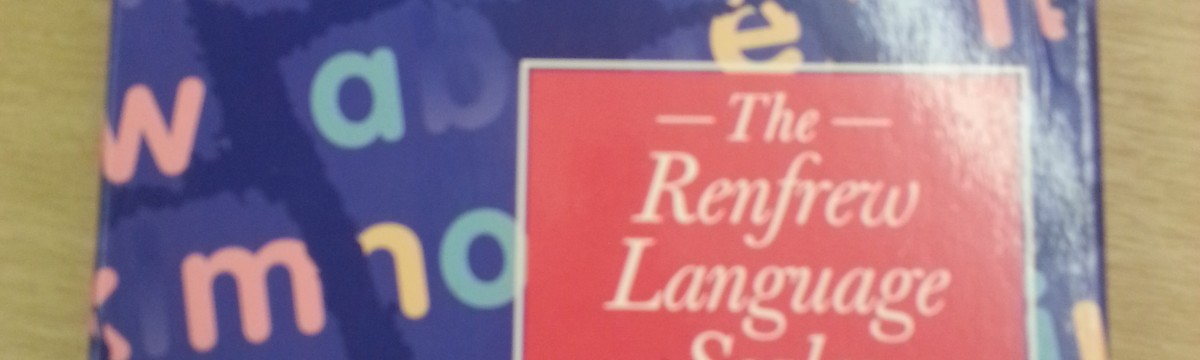 — The —
Renfrew
Language
w
a
b
e
m
n
o